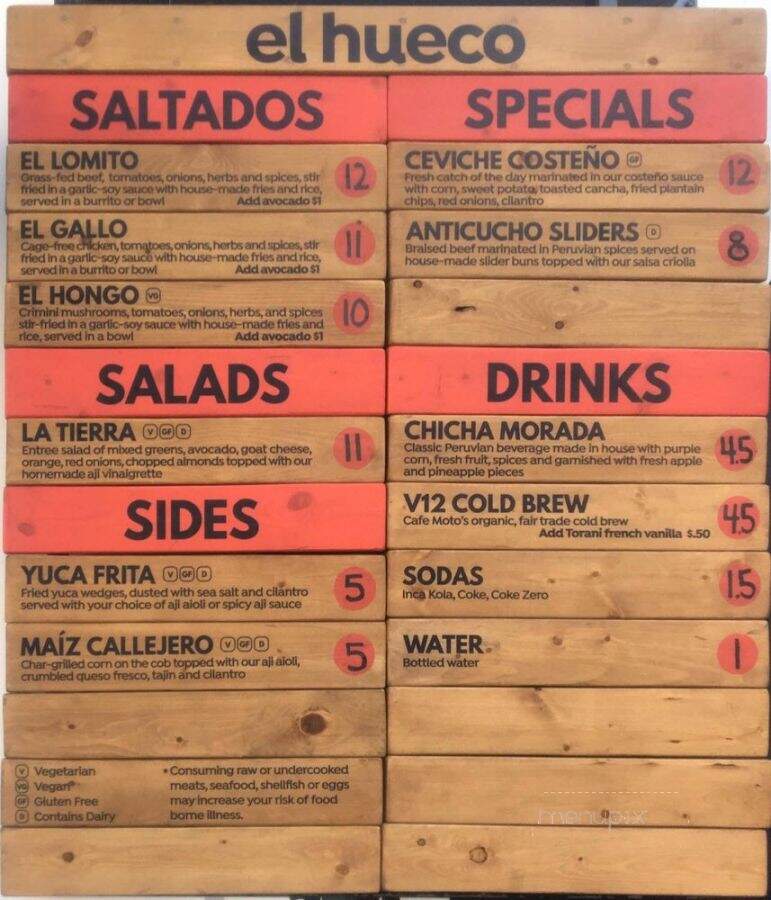 el hueco
SALTADOS
EL LOMITO
Grass-fed beef, tomatoes, onions, herbs and spices, stir
fried in a garlic-soy sauce with house-made fries and rice,
served in a burrito or bowl Add avocado $1
12
EL GALLO
Cage-free chicken, tomatoes, onions, herbs and spices, stir
fried in a garlic-soy sauce with house-made fries and rice,
served in a burrito or bowl Add avocado $1
11
EL HONGO VG
Crimini mushrooms, tomatoes, onions, herbs, and spices
stir-fried in a garlic-soy sauce with house-made fries and
rice, served in a bowl Add avocado $1
10
SALADS
LA TIERRA V GF D
Entree salad of mixed greens, avocado, goat cheese,
orange, red onions, chopped almonds topped with our
homemade aji vinaigrette
11
SIDES
YUCA FRITA V GF D
Fried yuca wedges, dusted with sea salt and cilantro
served with your choice of aji aioli or spicy aji sauce
5
MAÍZ CALLEJERO V GF D
Char-grilled corn on the cob topped with our aji aioli,
crumbled queso fresco, tajin and cilantro
5
V Vegetarian
VG Vegan
GF Gluten Free
D Contains Dairy
*Consuming raw or undercooked
meats, seafood, shellfish or eggs
may increase your risk of food
borne illness.
SPECIALS
CEVICHE COSTEÑO GF
Fresh catch of the day marinated in our costeño sauce
with corn, sweet potato, toasted cancha, fried plantain
chips, red onions, cilantro
12
ANTICUCHO SLIDERS D
Braised beef marinated in Peruvian spices served on
house-made slider buns topped with our salsa criolla
8
DRINKS
CHICHA MORADA
Classic Peruvian beverage made in house with purple
corn, fresh fruit, spices and garnished with fresh apple
and pineapple pieces
4.5
V12 COLD BREW
Cafe Moto's organic, fair trade cold brew
Add Torani french vanilla $.50
4.5
SODAS
Inca Kola, Coke, Coke Zero
1.5
WATER
Bottled water
1
menupix